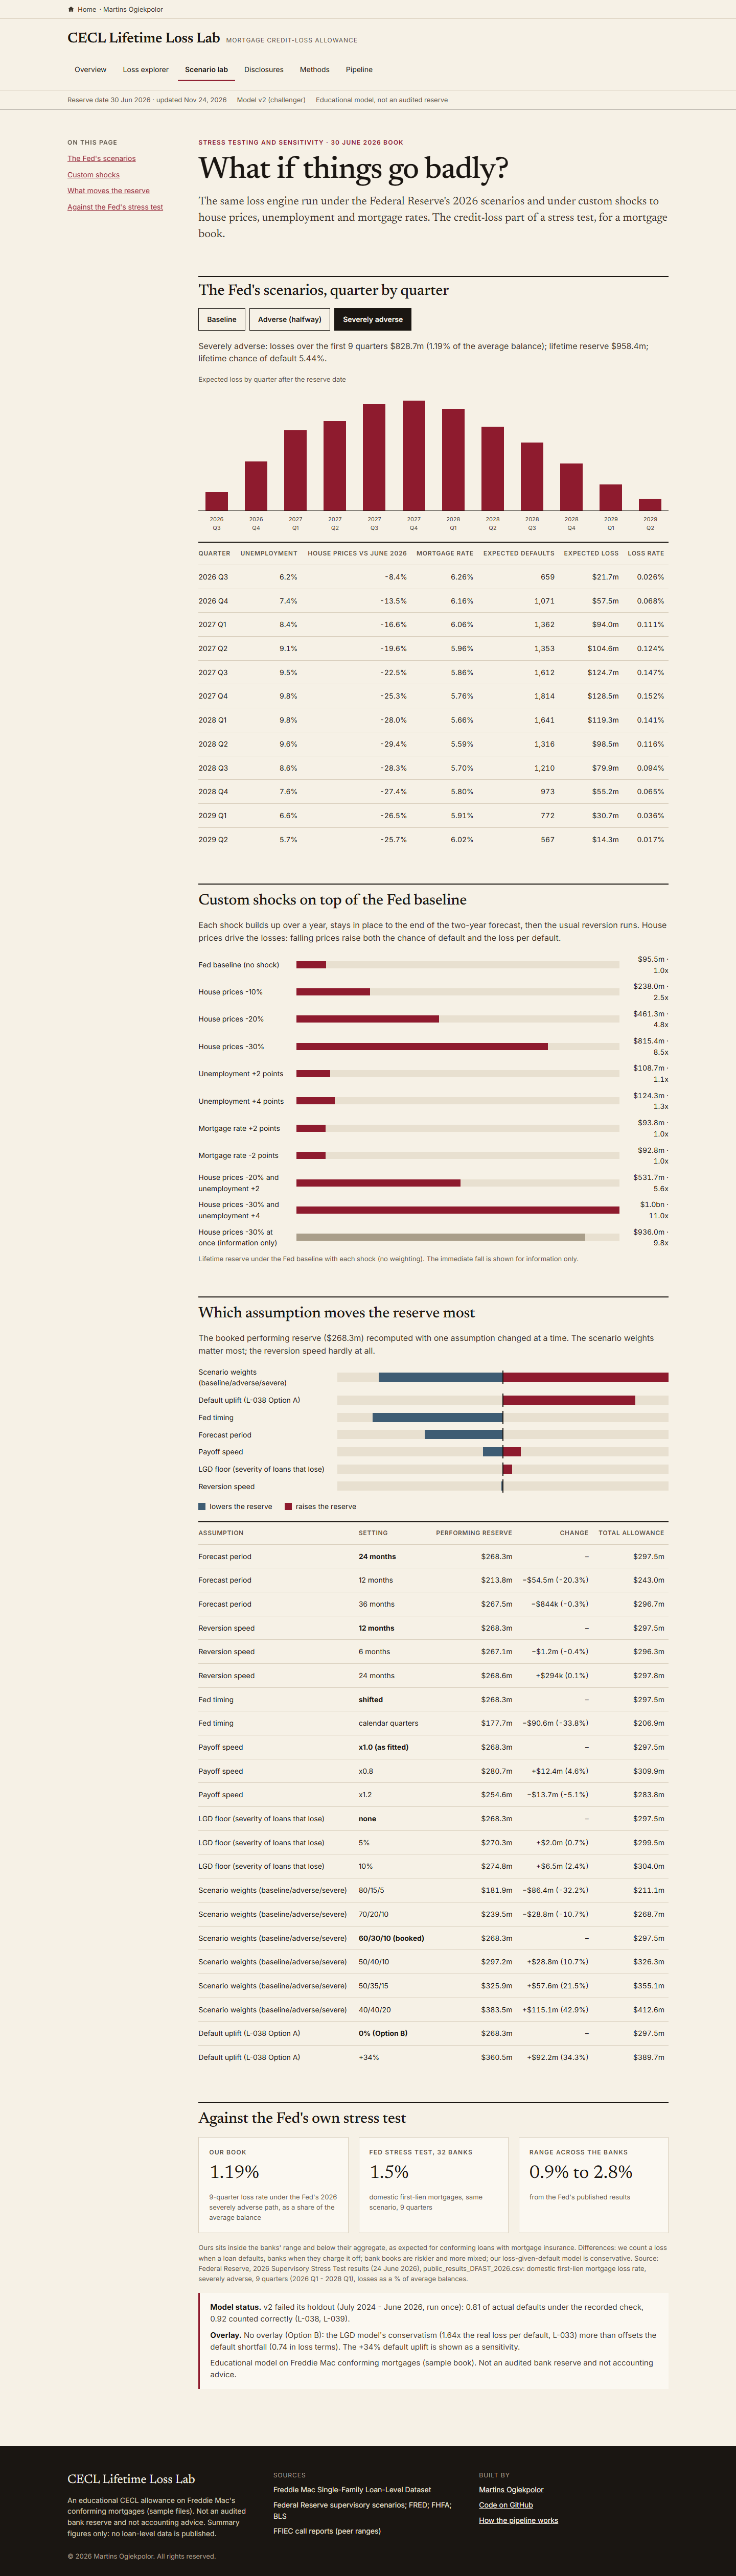 Home · Martins Ogiekpolor
CECL Lifetime Loss Lab MORTGAGE CREDIT-LOSS ALLOWANCE
Overview Loss explorer Scenario lab Disclosures Methods Pipeline
Reserve date 30 Jun 2026 · updated Nov 24, 2026 Model v2 (challenger) Educational model, not an audited reserve
ON THIS PAGE
The Fed's scenarios
Custom shocks
What moves the reserve
Against the Fed's stress test
STRESS TESTING AND SENSITIVITY · 30 JUNE 2026 BOOK
What if things go badly?
The same loss engine run under the Federal Reserve's 2026 scenarios and under custom shocks to
house prices, unemployment and mortgage rates. The credit-loss part of a stress test, for a mortgage
book.
The Fed's scenarios, quarter by quarter
Baseline Adverse (halfway) Severely adverse
Severely adverse: losses over the first 9 quarters $828.7m (1.19% of the average balance); lifetime reserve $958.4m;
lifetime chance of default 5.44%.
Expected loss by quarter after the reserve date
2026 2026 2027 2027 2027 2027 2028 2028 2028 2028 2029 2029
Q3 Q4 Q1 Q2 Q3 Q4 Q1 Q2 Q3 Q4 Q1 Q2
QUARTER UNEMPLOYMENT HOUSE PRICES VS JUNE 2026 MORTGAGE RATE EXPECTED DEFAULTS EXPECTED LOSS LOSS RATE
2026 Q3 6.2% -8.4% 6.26% 659 $21.7m 0.026%
2026 Q4 7.4% -13.5% 6.16% 1,071 $57.5m 0.068%
2027 Q1 8.4% -16.6% 6.06% 1,362 $94.0m 0.111%
2027 Q2 9.1% -19.6% 5.96% 1,353 $104.6m 0.124%
2027 Q3 9.5% -22.5% 5.86% 1,612 $124.7m 0.147%
2027 Q4 9.8% -25.3% 5.76% 1,814 $128.5m 0.152%
2028 Q1 9.8% -28.0% 5.66% 1,641 $119.3m 0.141%
2028 Q2 9.6% -29.4% 5.59% 1,316 $98.5m 0.116%
2028 Q3 8.6% -28.3% 5.70% 1,210 $79.9m 0.094%
2028 Q4 7.6% -27.4% 5.80% 973 $55.2m 0.065%
2029 Q1 6.6% -26.5% 5.91% 772 $30.7m 0.036%
2029 Q2 5.7% -25.7% 6.02% 567 $14.3m 0.017%
Custom shocks on top of the Fed baseline
Each shock builds up over a year, stays in place to the end of the two-year forecast, then the usual reversion runs. House
prices drive the losses: falling prices raise both the chance of default and the loss per default.
Fed baseline (no shock) $95.5m ·
1.0x
House prices -10% $238.0m ·
2.5x
House prices -20% $461.3m ·
4.8x
House prices -30% $815.4m ·
8.5x
Unemployment +2 points $108.7m ·
1.1x
Unemployment +4 points $124.3m ·
1.3x
Mortgage rate +2 points $93.8m ·
1.0x
Mortgage rate -2 points $92.8m ·
1.0x
House prices -20% and $531.7m ·
unemployment +2 5.6x
House prices -30% and $1.0bn ·
unemployment +4 11.0x
House prices -30% at $936.0m ·
once (information only) 9.8x
Lifetime reserve under the Fed baseline with each shock (no weighting). The immediate fall is shown for information only.
Which assumption moves the reserve most
The booked performing reserve ($268.3m) recomputed with one assumption changed at a time. The scenario weights
matter most; the reversion speed hardly at all.
Scenario weights
(baseline/adverse/severe)
Default uplift (L-038 Option A)
Fed timing
Forecast period
Payoff speed
LGD floor (severity of loans that lose)
Reversion speed
lowers the reserve raises the reserve
ASSUMPTION SETTING PERFORMING RESERVE CHANGE TOTAL ALLOWANCE
Forecast period 24 months $268.3m – $297.5m
Forecast period 12 months $213.8m −$54.5m (-20.3%) $243.0m
Forecast period 36 months $267.5m −$844k (-0.3%) $296.7m
Reversion speed 12 months $268.3m – $297.5m
Reversion speed 6 months $267.1m −$1.2m (-0.4%) $296.3m
Reversion speed 24 months $268.6m +$294k (0.1%) $297.8m
Fed timing shifted $268.3m – $297.5m
Fed timing calendar quarters $177.7m −$90.6m (-33.8%) $206.9m
Payoff speed x1.0 (as fitted) $268.3m – $297.5m
Payoff speed x0.8 $280.7m +$12.4m (4.6%) $309.9m
Payoff speed x1.2 $254.6m −$13.7m (-5.1%) $283.8m
LGD floor (severity of loans that lose) none $268.3m – $297.5m
LGD floor (severity of loans that lose) 5% $270.3m +$2.0m (0.7%) $299.5m
LGD floor (severity of loans that lose) 10% $274.8m +$6.5m (2.4%) $304.0m
Scenario weights (baseline/adverse/severe) 80/15/5 $181.9m −$86.4m (-32.2%) $211.1m
Scenario weights (baseline/adverse/severe) 70/20/10 $239.5m −$28.8m (-10.7%) $268.7m
Scenario weights (baseline/adverse/severe) 60/30/10 (booked) $268.3m – $297.5m
Scenario weights (baseline/adverse/severe) 50/40/10 $297.2m +$28.8m (10.7%) $326.3m
Scenario weights (baseline/adverse/severe) 50/35/15 $325.9m +$57.6m (21.5%) $355.1m
Scenario weights (baseline/adverse/severe) 40/40/20 $383.5m +$115.1m (42.9%) $412.6m
Default uplift (L-038 Option A) 0% (Option B) $268.3m – $297.5m
Default uplift (L-038 Option A) +34% $360.5m +$92.2m (34.3%) $389.7m
Against the Fed's own stress test
OUR BOOK
1.19%
9-quarter loss rate under the Fed's 2026
severely adverse path, as a share of the
average balance
FED STRESS TEST, 32 BANKS
1.5%
domestic first-lien mortgages, same
scenario, 9 quarters
RANGE ACROSS THE BANKS
0.9% to 2.8%
from the Fed's published results
Ours sits inside the banks' range and below their aggregate, as expected for conforming loans with mortgage insurance. Differences: we count a loss
when a loan defaults, banks when they charge it off; bank books are riskier and more mixed; our loss-given-default model is conservative. Source:
Federal Reserve, 2026 Supervisory Stress Test results (24 June 2026), public_results_DFAST_2026.csv: domestic first-lien mortgage loss rate,
severely adverse, 9 quarters (2026 Q1 - 2028 Q1), losses as a % of average balances.
Model status. v2 failed its holdout (July 2024 - June 2026, run once): 0.81 of actual defaults under the recorded check,
0.92 counted correctly (L-038, L-039).
Overlay. No overlay (Option B): the LGD model's conservatism (1.64x the real loss per default, L-033) more than offsets the
default shortfall (0.74 in loss terms). The +34% default uplift is shown as a sensitivity.
Educational model on Freddie Mac conforming mortgages (sample book). Not an audited bank reserve and not accounting
advice.
CECL Lifetime Loss Lab
An educational CECL allowance on Freddie Mac's
conforming mortgages (sample files). Not an audited
bank reserve and not accounting advice. Summary
figures only: no loan-level data is published.
© 2026 Martins Ogiekpolor. All rights reserved.
SOURCES
Freddie Mac Single-Family Loan-Level Dataset
Federal Reserve supervisory scenarios; FRED; FHFA;
BLS
FFIEC call reports (peer ranges)
BUILT BY
Martins Ogiekpolor
Code on GitHub
How the pipeline works